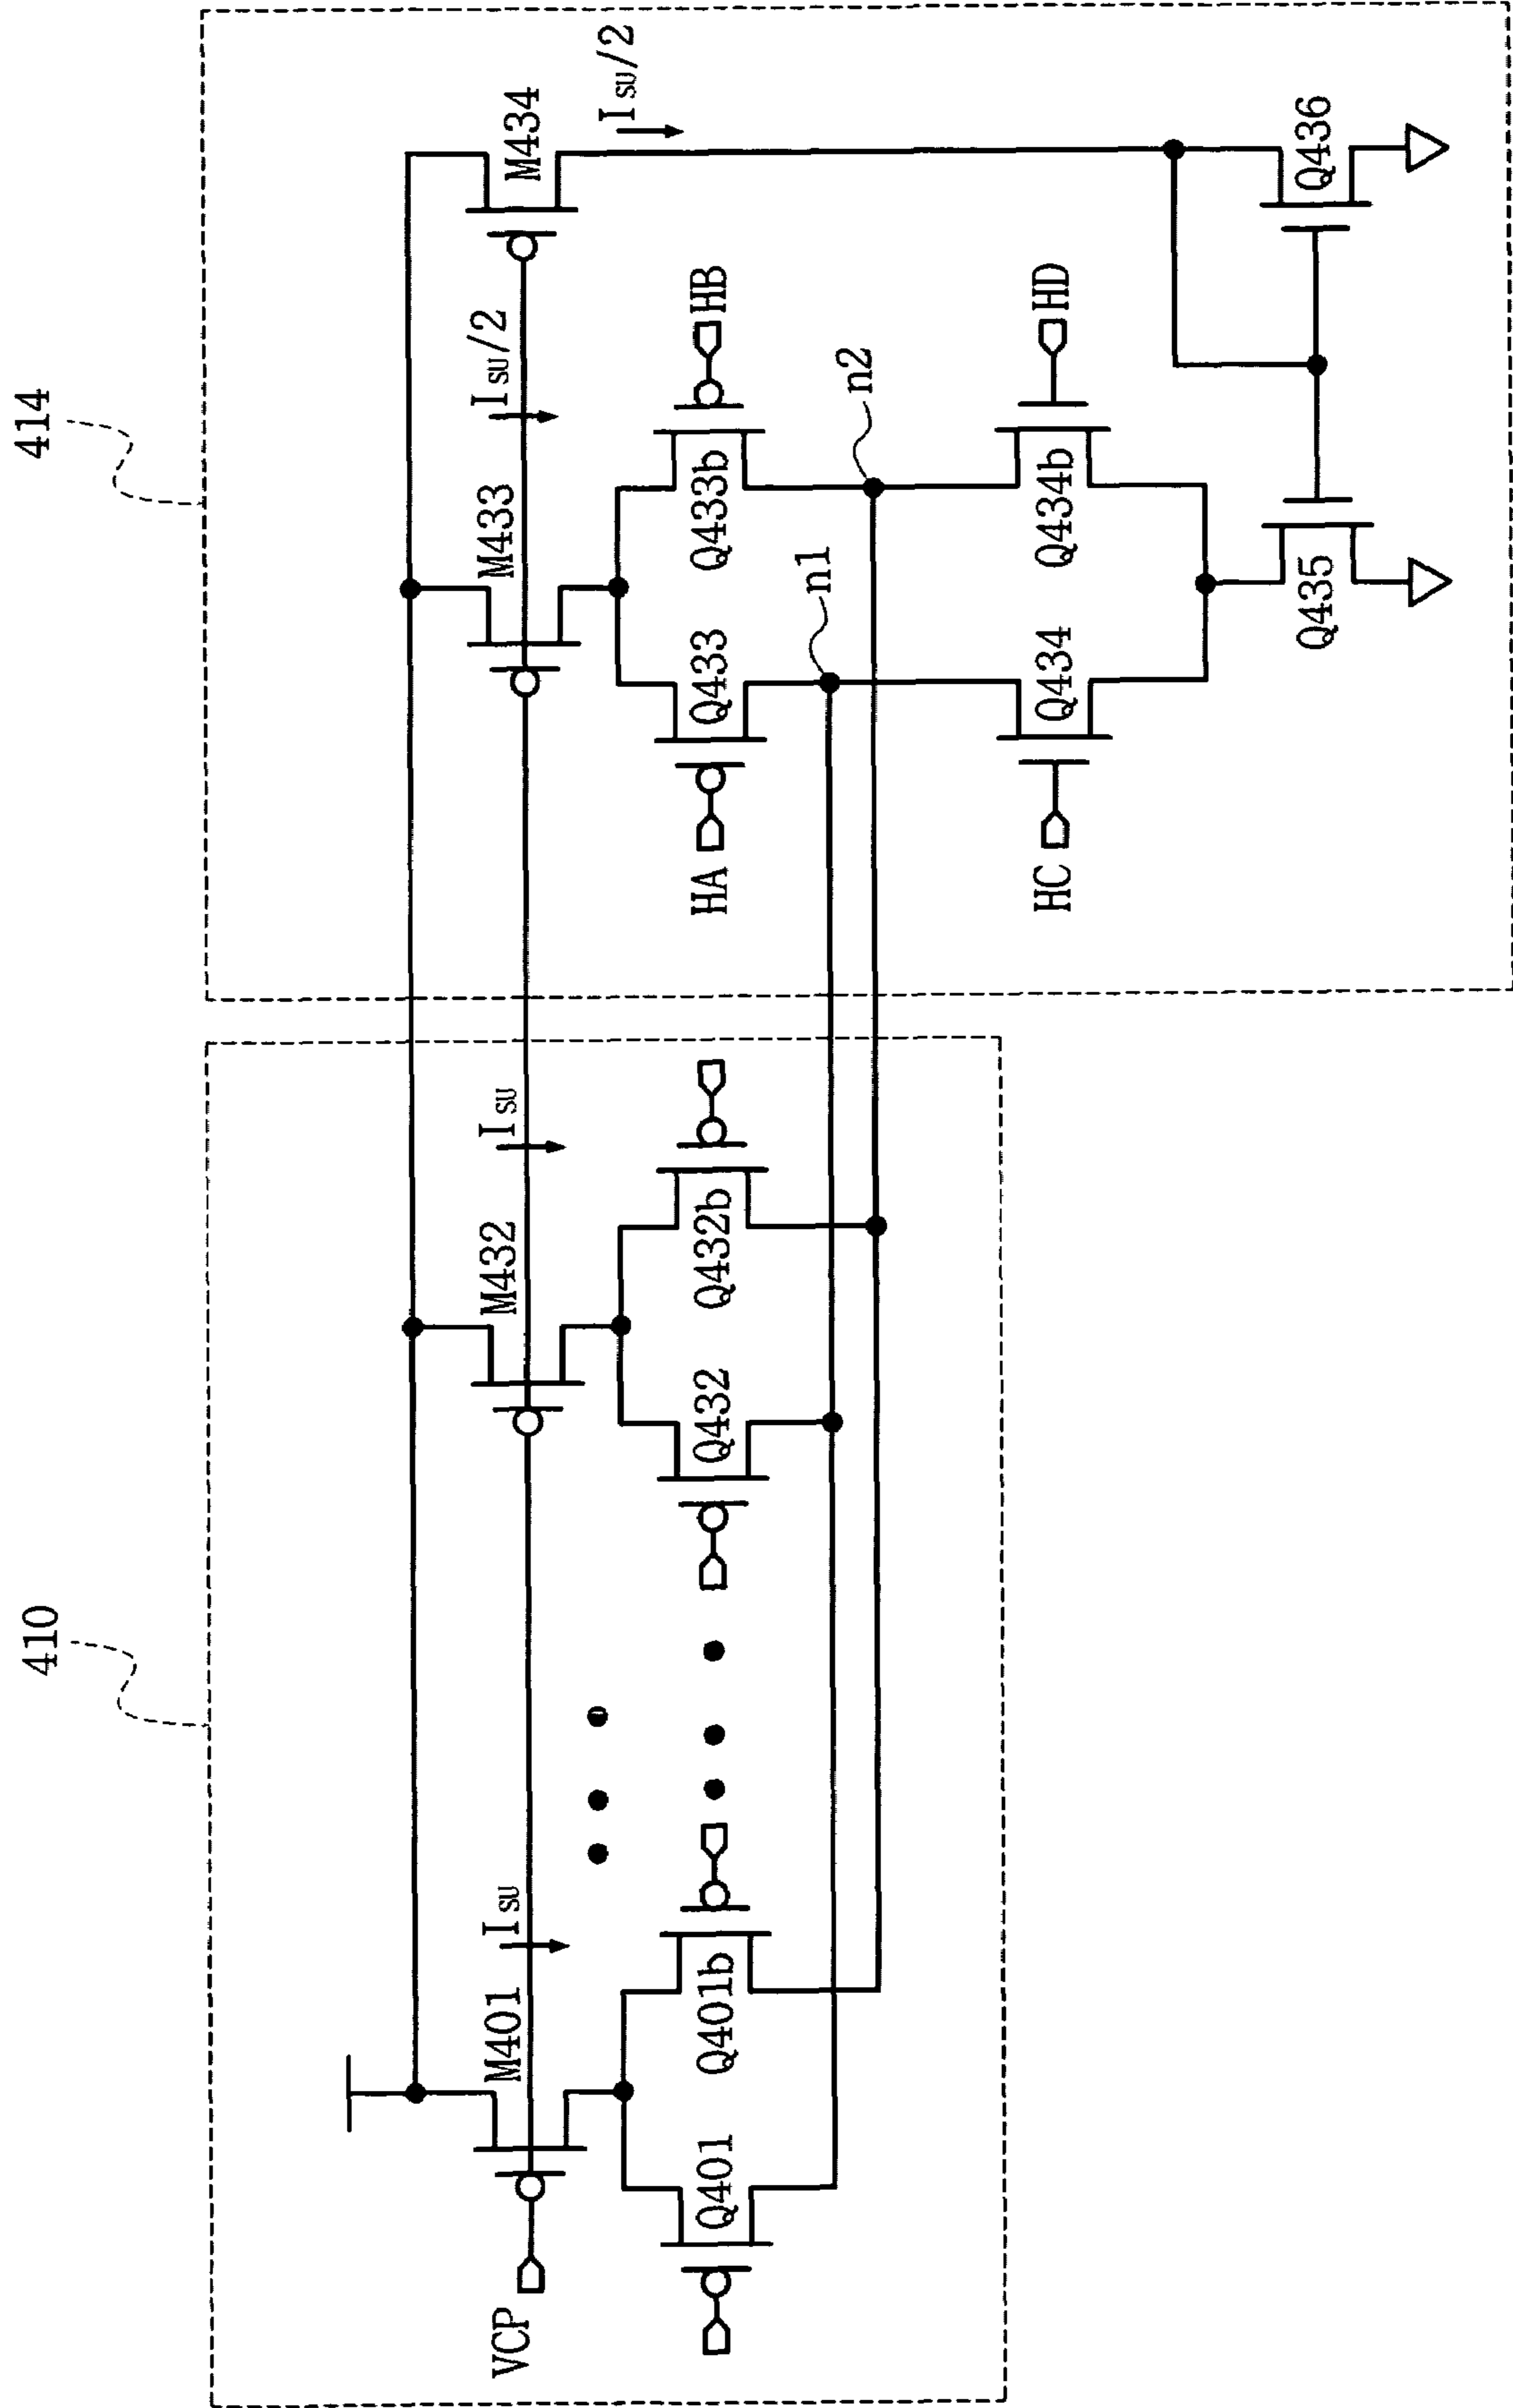 410
414
M401
I_SU
M432
I_SU
M433
I_SU/2
M434
I_SU/2
VCP
Q401
Q401b
Q432
Q432b
HA
Q433
Q433b
HB
n1
n2
HC
Q434
Q434b
HD
Q435
Q436